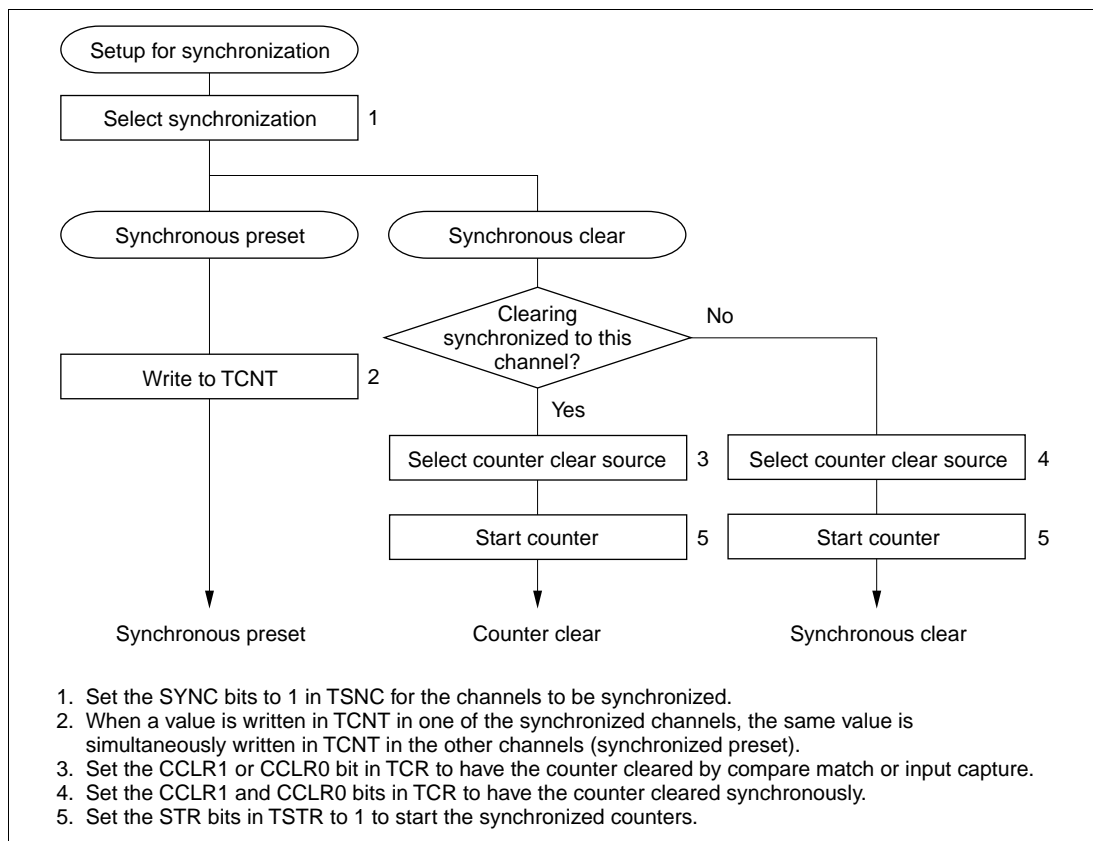 Setup for synchronization
Select synchronization 1
Synchronous preset
Synchronous clear
Clearing
synchronized to this
channel?
No
Write to TCNT 2
Yes
Select counter clear source 3
Select counter clear source 4
Start counter 5
Start counter 5
Synchronous preset
Counter clear
Synchronous clear
1. Set the SYNC bits to 1 in TSNC for the channels to be synchronized.
2. When a value is written in TCNT in one of the synchronized channels, the same value is
simultaneously written in TCNT in the other channels (synchronized preset).
3. Set the CCLR1 or CCLR0 bit in TCR to have the counter cleared by compare match or input capture.
4. Set the CCLR1 and CCLR0 bits in TCR to have the counter cleared synchronously.
5. Set the STR bits in TSTR to 1 to start the synchronized counters.